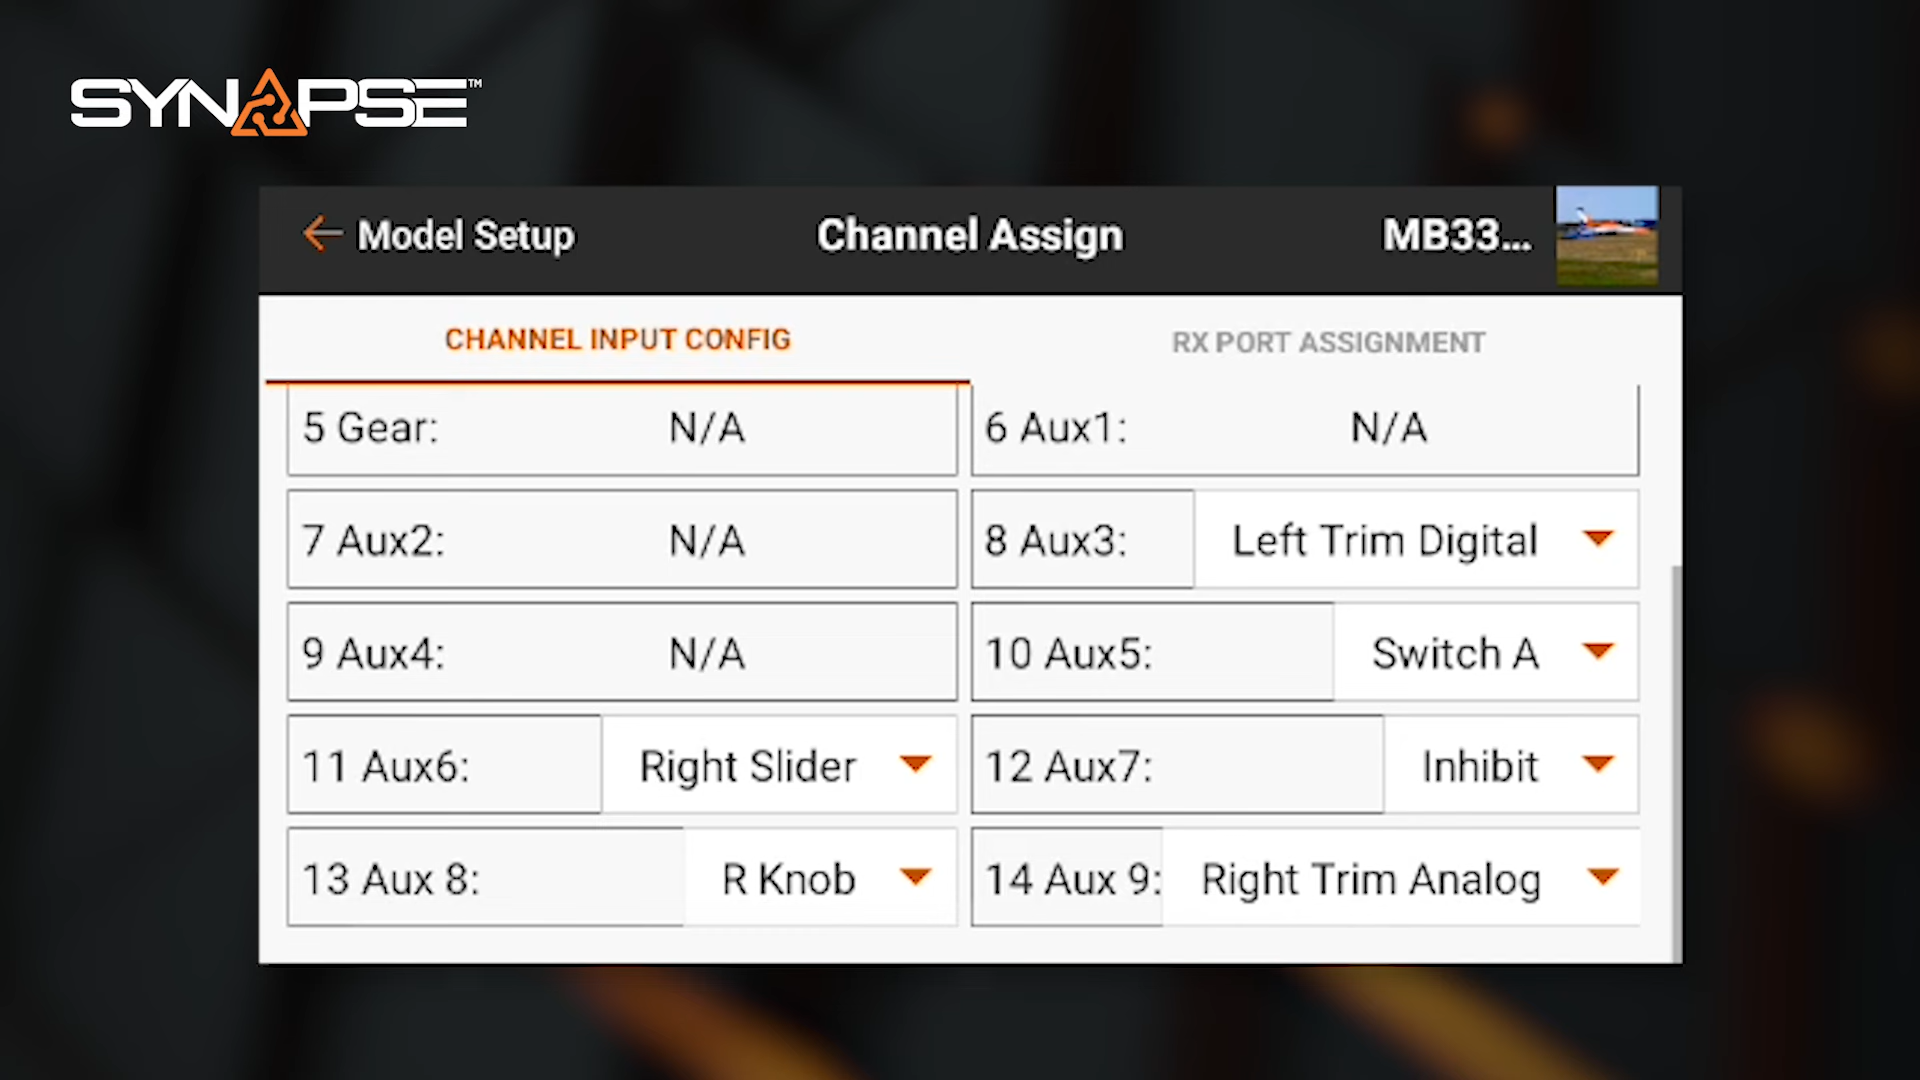 SYNAPSE™
Model Setup
Channel Assign
MB33...
CHANNEL INPUT CONFIG
RX PORT ASSIGNMENT
5 Gear: N/A
6 Aux1: N/A
7 Aux2: N/A
8 Aux3: Left Trim Digital
9 Aux4: N/A
10 Aux5: Switch A
11 Aux6: Right Slider
12 Aux7: Inhibit
13 Aux 8: R Knob
14 Aux 9: Right Trim Analog